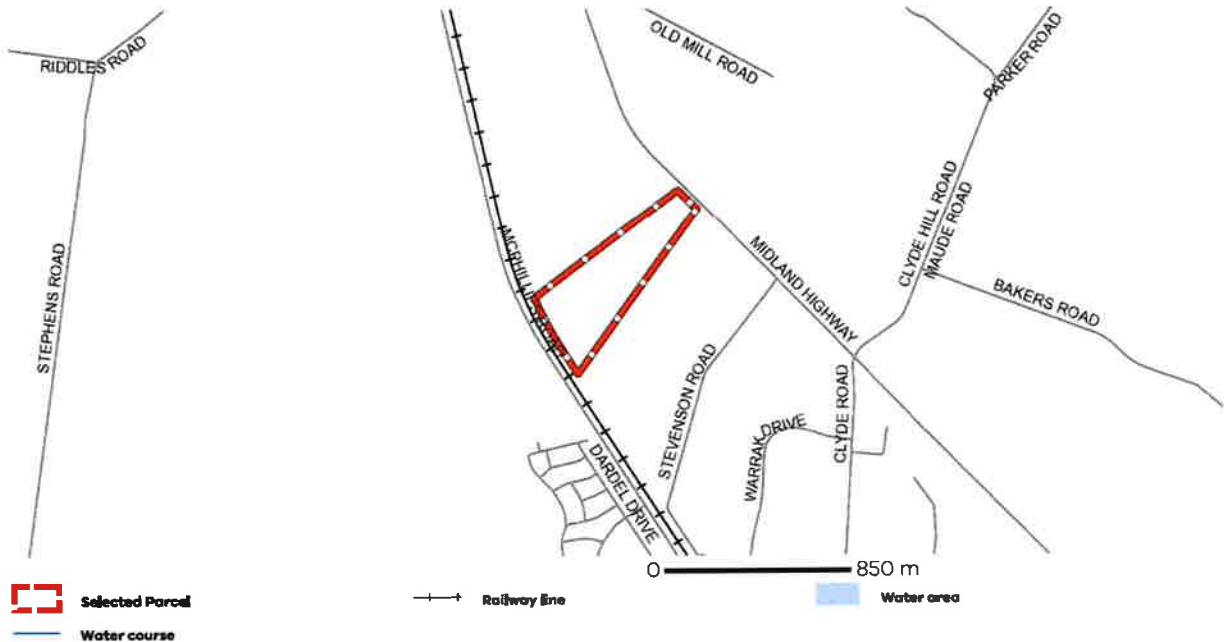 RIDDLES ROAD
OLD MILL ROAD
PARKER ROAD
STEPHENS ROAD
CLYDE HILL ROAD
MAUDE ROAD
MIDLAND HIGHWAY
BAKERS ROAD
STEVENSON ROAD
WARRAK DRIVE
CLYDE ROAD
DARDEL DRIVE
0 850 m
Selected Parcel
Railway line
Water area
Water course